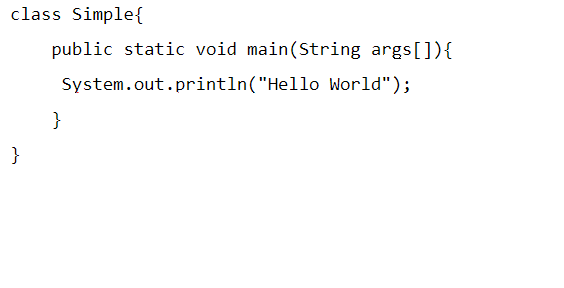 class Simple{
    public static void main(String args[]){
     System.out.println("Hello World");
    }
}